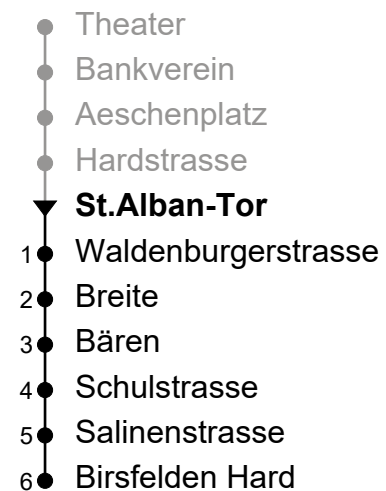 Theater
Bankverein
Aeschenplatz
Hardstrasse
St.Alban-Tor
1 Waldenburgerstrasse
2 Breite
3 Bären
4 Schulstrasse
5 Salinenstrasse
6 Birsfelden Hard